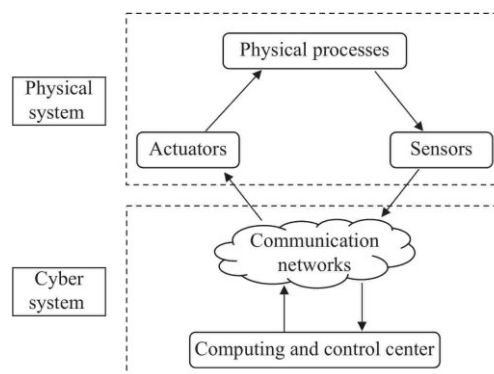 Physical processes
Physical
system
Actuators
Sensors
Communication
networks
Cyber
system
Computing and control center